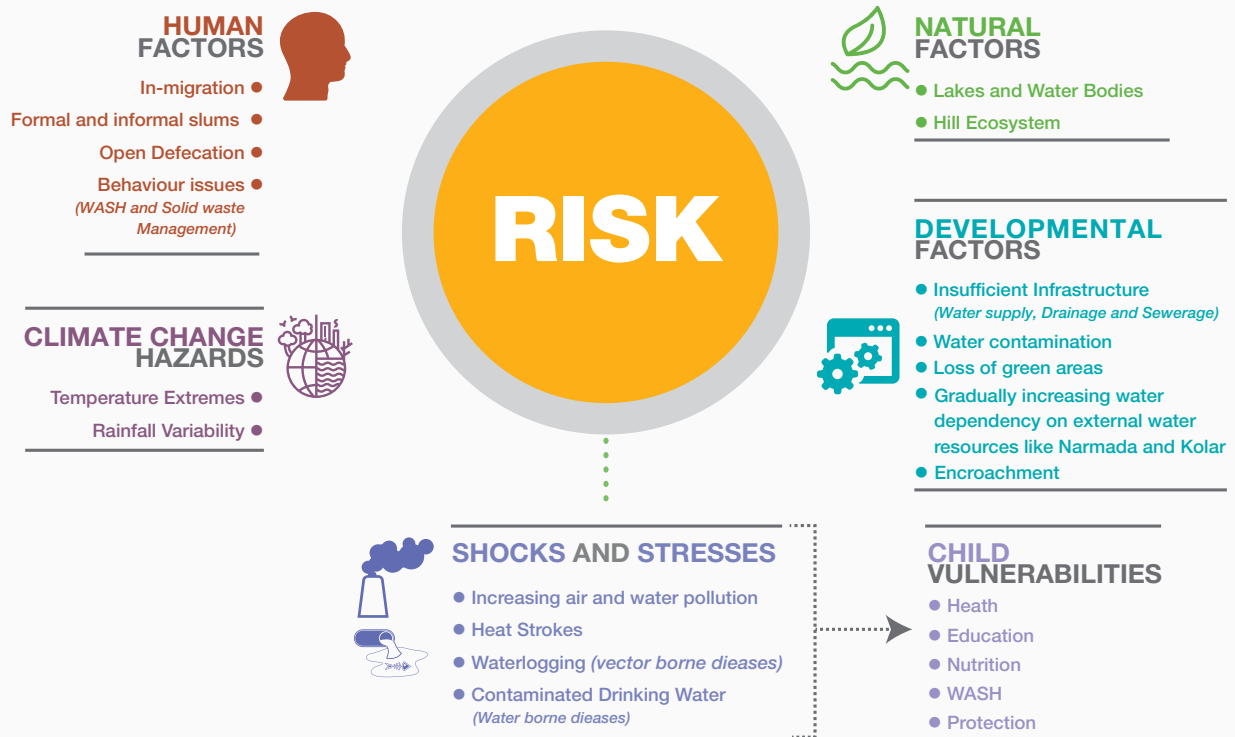 HUMAN
FACTORS
In-migration ●
Formal and informal slums ●
Open Defecation ●
Behaviour issues ●
(WASH and Solid waste
Management)
CLIMATE CHANGE
HAZARDS
Temperature Extremes ●
Rainfall Variability ●
RISK
NATURAL
FACTORS
● Lakes and Water Bodies
● Hill Ecosystem
DEVELOPMENTAL
FACTORS
● Insufficient Infrastructure
(Water supply, Drainage and Sewerage)
● Water contamination
● Loss of green areas
● Gradually increasing water
dependency on external water
resources like Narmada and Kolar
● Encroachment
SHOCKS AND STRESSES
● Increasing air and water pollution
● Heat Strokes
● Waterlogging (vector borne dieases)
● Contaminated Drinking Water
(Water borne dieases)
CHILD
VULNERABILITIES
● Heath
● Education
● Nutrition
● WASH
● Protection